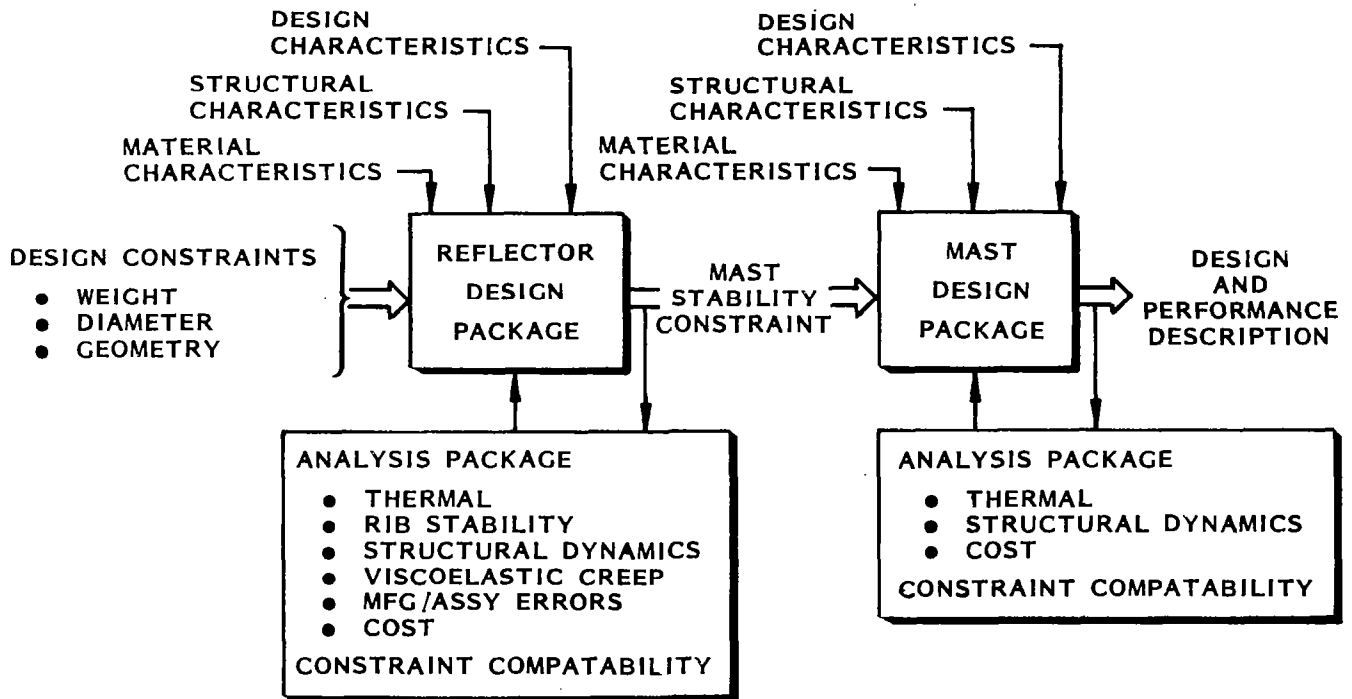 DESIGN
CHARACTERISTICS
STRUCTURAL
CHARACTERISTICS
MATERIAL
CHARACTERISTICS
DESIGN CONSTRAINTS
● WEIGHT
● DIAMETER
● GEOMETRY
REFLECTOR
DESIGN
PACKAGE
MAST
STABILITY
CONSTRAINT
DESIGN
CHARACTERISTICS
STRUCTURAL
CHARACTERISTICS
MATERIAL
CHARACTERISTICS
MAST
DESIGN
PACKAGE
DESIGN
AND
PERFORMANCE
DESCRIPTION
ANALYSIS PACKAGE
● THERMAL
● RIB STABILITY
● STRUCTURAL DYNAMICS
● VISCOELASTIC CREEP
● MFG/ASSY ERRORS
● COST
CONSTRAINT COMPATABILITY
ANALYSIS PACKAGE
● THERMAL
● STRUCTURAL DYNAMICS
● COST
CONSTRAINT COMPATABILITY